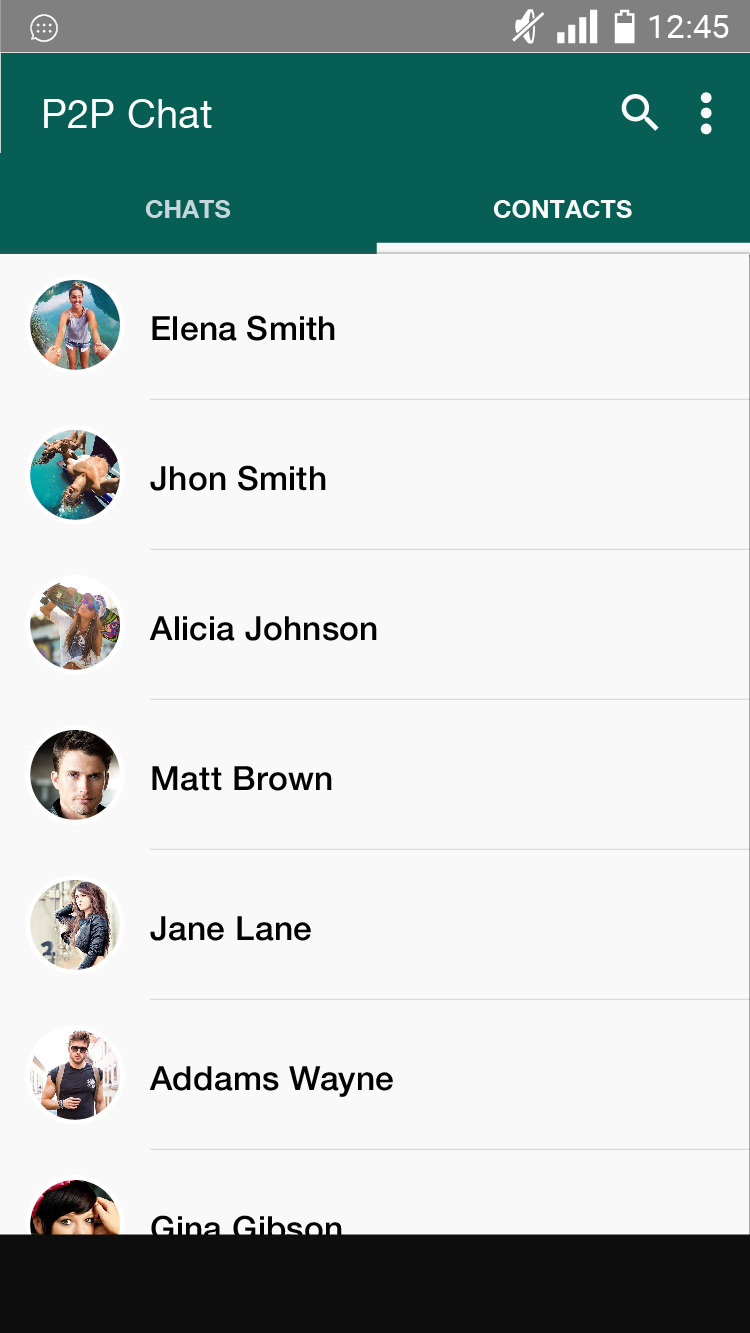 12:45
P2P Chat
CHATS CONTACTS
Elena Smith
Jhon Smith
Alicia Johnson
Matt Brown
Jane Lane
Addams Wayne
Gina Gibson